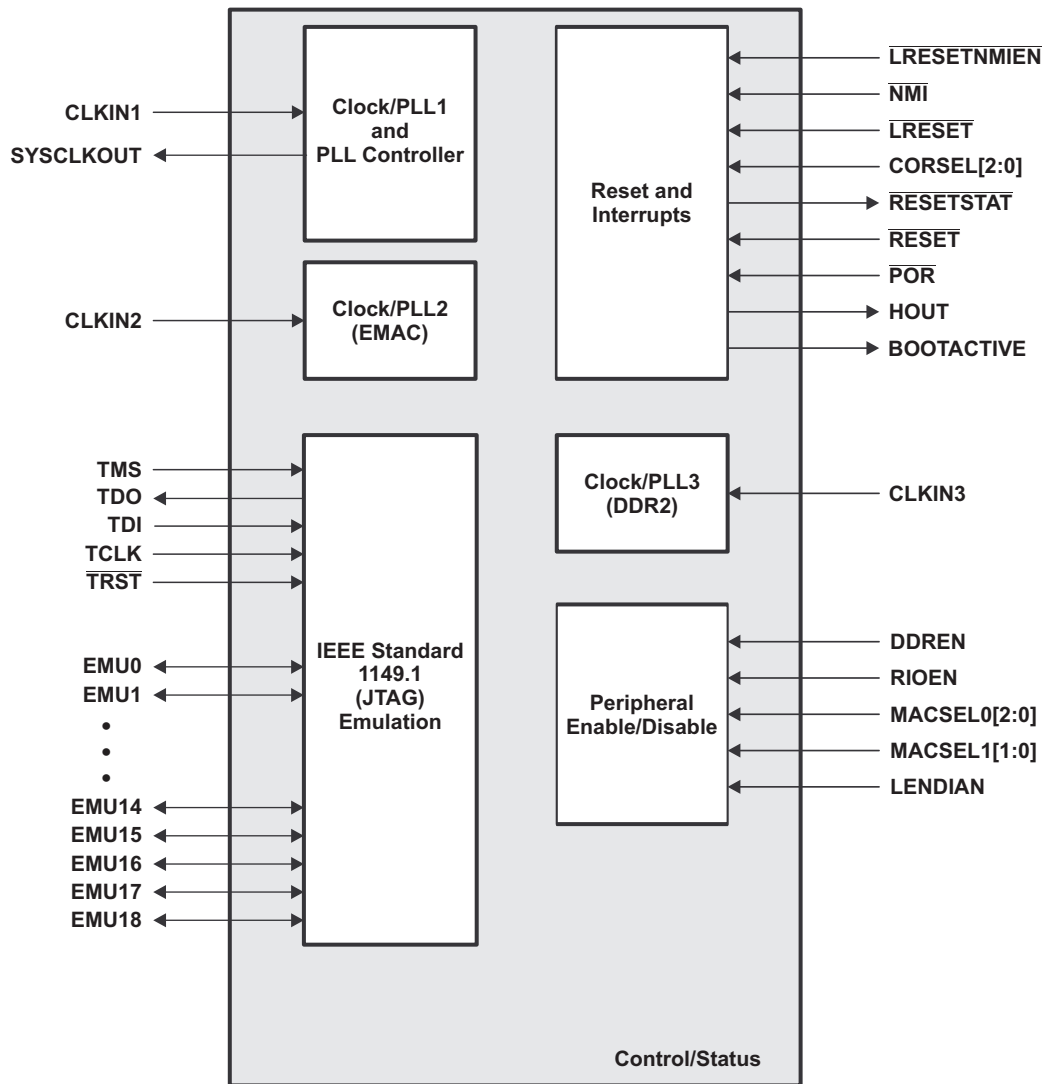 CLKIN1
SYSCLKOUT
Clock/PLL1
and
PLL Controller
CLKIN2
Clock/PLL2
(EMAC)
TMS
TDO
TDI
TCLK
TRST
EMU0
EMU1
•
•
•
EMU14
EMU15
EMU16
EMU17
EMU18
IEEE Standard
1149.1
(JTAG)
Emulation
Reset and
Interrupts
LRESETNMIEN
NMI
LRESET
CORSEL[2:0]
RESETSTAT
RESET
POR
HOUT
BOOTACTIVE
Clock/PLL3
(DDR2)
CLKIN3
Peripheral
Enable/Disable
DDREN
RIOEN
MACSEL0[2:0]
MACSEL1[1:0]
LENDIAN
Control/Status